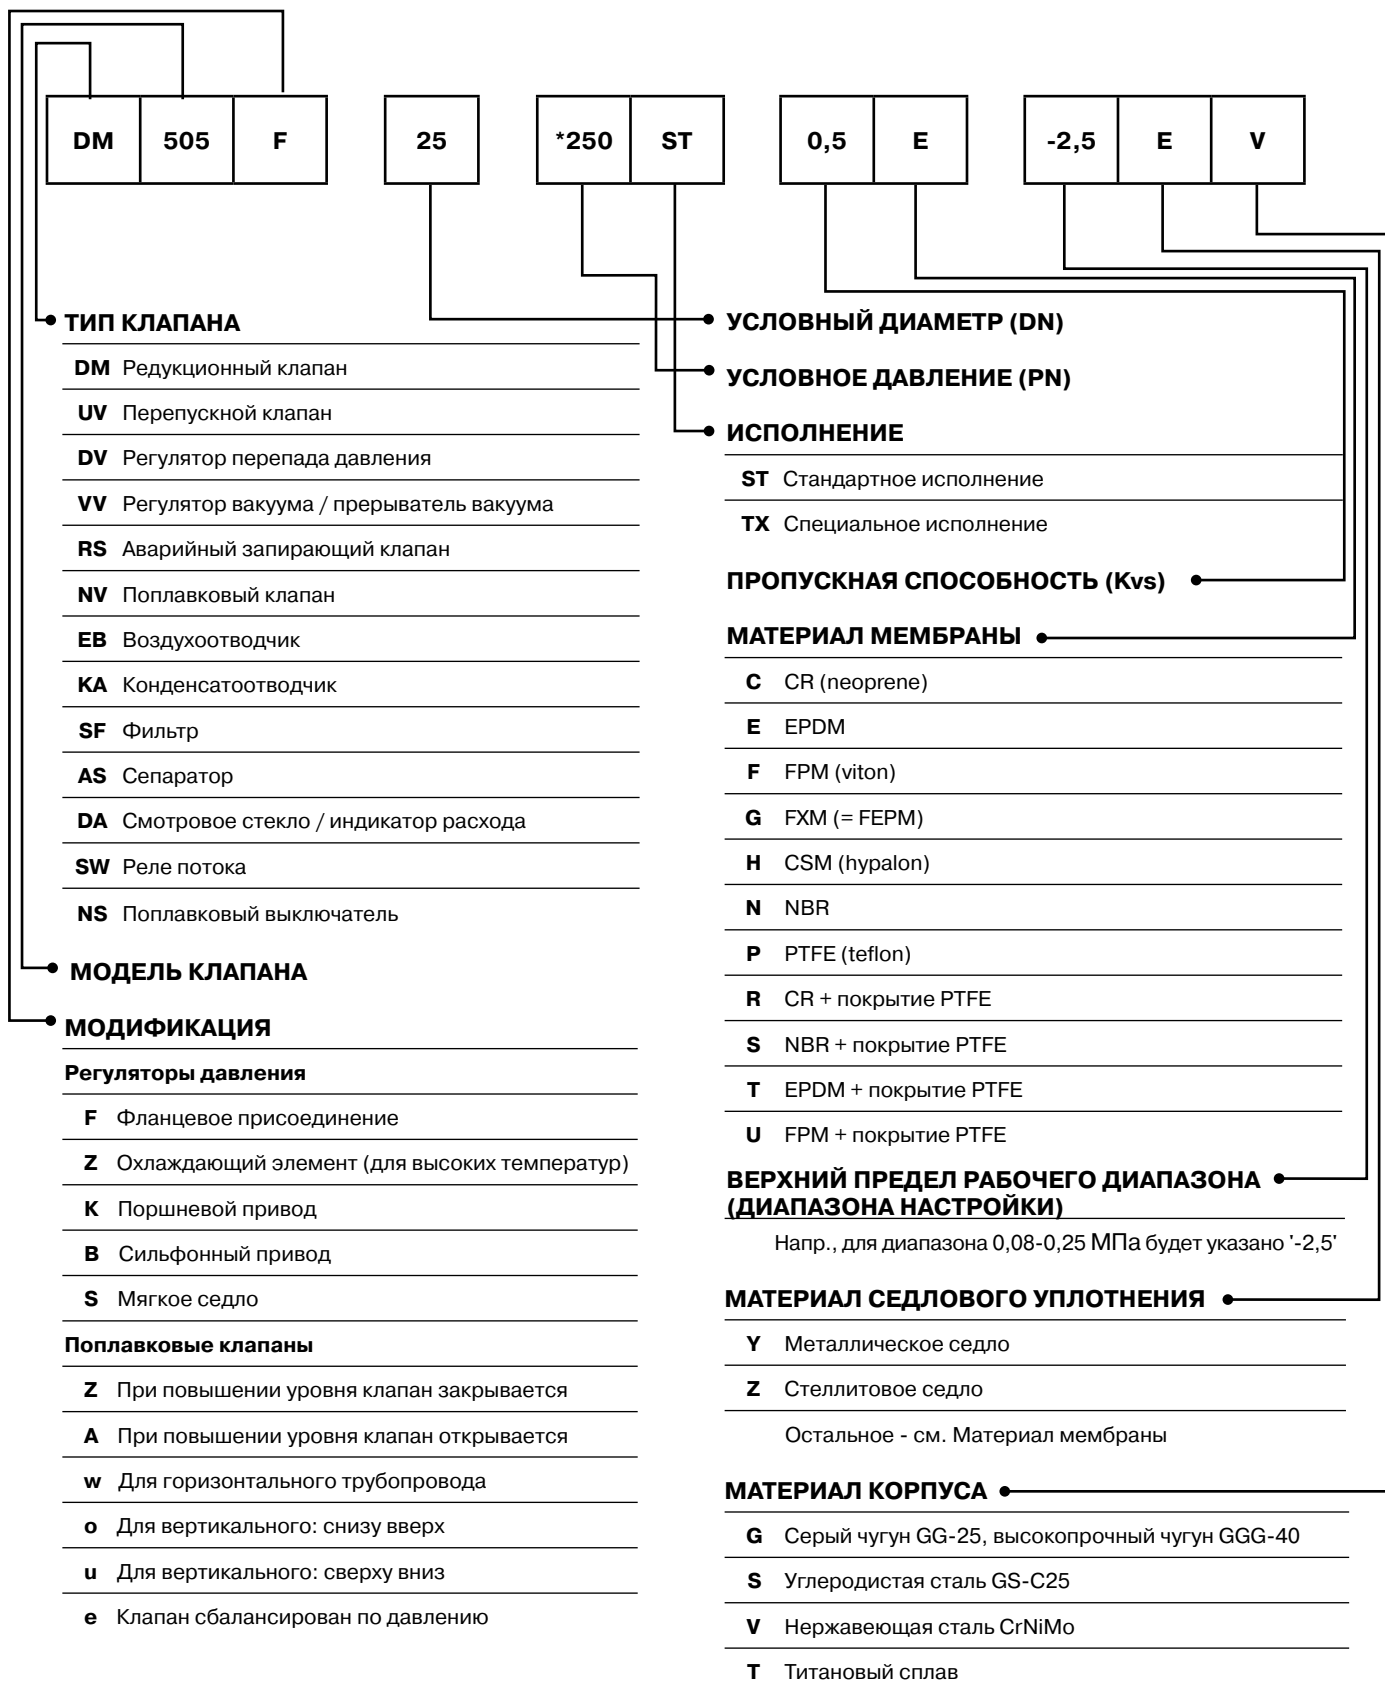 DM 505 F 25 *250 ST 0,5 E -2,5 E V
ТИП КЛАПАНА
DM Редукционный клапан
UV Перепускной клапан
DV Регулятор перепада давления
VV Регулятор вакуума / прерыватель вакуума
RS Аварийный запирающий клапан
NV Поплавковый клапан
EB Воздухоотводчик
KA Конденсатоотводчик
SF Фильтр
AS Сепаратор
DA Смотровое стекло / индикатор расхода
SW Реле потока
NS Поплавковый выключатель
МОДЕЛЬ КЛАПАНА
МОДИФИКАЦИЯ
Регуляторы давления
F Фланцевое присоединение
Z Охлаждающий элемент (для высоких температур)
K Поршневой привод
B Сильфонный привод
S Мягкое седло
Поплавковые клапаны
Z При повышении уровня клапан закрывается
A При повышении уровня клапан открывается
w Для горизонтального трубопровода
o Для вертикального: снизу вверх
u Для вертикального: сверху вниз
e Клапан сбалансирован по давлению
УСЛОВНЫЙ ДИАМЕТР (DN)
УСЛОВНОЕ ДАВЛЕНИЕ (PN)
ИСПОЛНЕНИЕ
ST Стандартное исполнение
TX Специальное исполнение
ПРОПУСКНАЯ СПОСОБНОСТЬ (Kvs)
МАТЕРИАЛ МЕМБРАНЫ
C CR (neoprene)
E EPDM
F FPM (viton)
G FXM (= FEPM)
H CSM (hypalon)
N NBR
P PTFE (teflon)
R CR + покрытие PTFE
S NBR + покрытие PTFE
T EPDM + покрытие PTFE
U FPM + покрытие PTFE
ВЕРХНИЙ ПРЕДЕЛ РАБОЧЕГО ДИАПАЗОНА
(ДИАПАЗОНА НАСТРОЙКИ)
Напр., для диапазона 0,08-0,25 МПа будет указано '-2,5'
МАТЕРИАЛ СЕДЛОВОГО УПЛОТНЕНИЯ
Y Металлическое седло
Z Стеллитовое седло
Остальное - см. Материал мембраны
МАТЕРИАЛ КОРПУСА
G Серый чугун GG-25, высокопрочный чугун GGG-40
S Углеродистая сталь GS-C25
V Нержавеющая сталь CrNiMo
T Титановый сплав